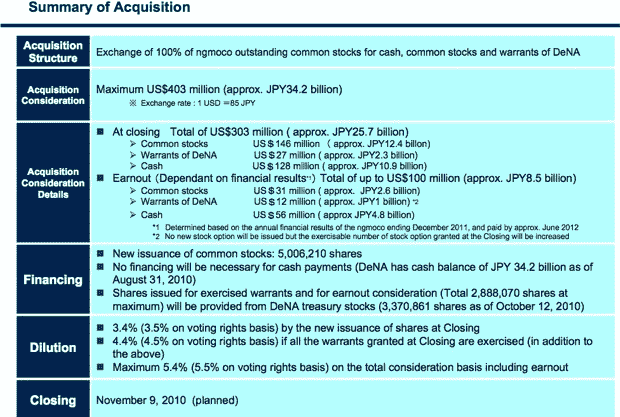 Summary of Acquisition
Acquisition
Structure
Exchange of 100% of ngmoco outstanding common stocks for cash, common stocks and warrants of DeNA
Acquisition
Consideration
Maximum US$403 million (approx. JPY34.2 billion)
※ Exchange rate : 1 USD =85 JPY
Acquisition
Consideration
Details
At closing Total of US$303 million ( approx. JPY25.7 billion)
➢ Common stocks US$146 million ( approx. JPY12.4 billon)
➢ Warrants of DeNA US$27 million ( approx. JPY2.3 billion)
➢ Cash US$128 million ( approx. JPY10.9 billion)
Earnout (Dependant on financial results*1) Total of up to US$100 million (approx. JPY8.5 billion)
➢ Common stocks US$31 million ( approx. JPY2.6 billion)
➢ Warrants of DeNA US$12 million ( approx. JPY1 billion) *2
➢ Cash US$56 million ( approx JPY4.8 billion)
*1 Determined based on the annual financial results of the ngmoco ending December 2011, and paid by approx. June 2012
*2 No new stock option will be issued but the exercisable number of stock option granted at the Closing will be increased
Financing
New issuance of common stocks: 5,006,210 shares
No financing will be necessary for cash payments (DeNA has cash balance of JPY 34.2 billion as of
August 31, 2010)
Shares issued for exercised warrants and for earnout consideration (Total 2,888,070 shares at
maximum) will be provided from DeNA treasury stocks (3,370,861 shares as of October 12, 2010)
Dilution
3.4% (3.5% on voting rights basis) by the new issuance of shares at Closing
4.4% (4.5% on voting rights basis) if all the warrants granted at Closing are exercised (in addition to
the above)
Maximum 5.4% (5.5% on voting rights) on the total consideration basis including earnout
Closing
November 9, 2010 (planned)